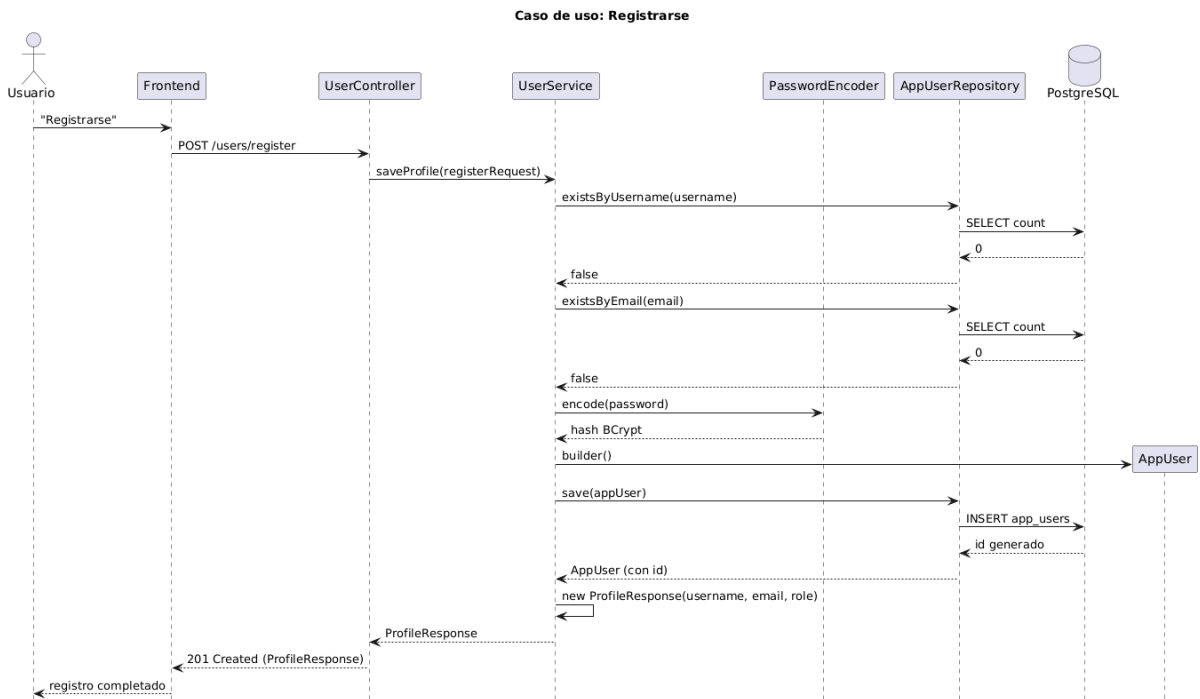 Caso de uso: Registrarse
Usuario
Frontend
UserController
UserService
PasswordEncoder
AppUserRepository
PostgreSQL
"Registrarse"
POST /users/register
saveProfile(registerRequest)
existsByUsername(username)
SELECT count
0
false
existsByEmail(email)
SELECT count
0
false
encode(password)
hash BCrypt
builder()
AppUser
save(appUser)
INSERT app_users
id generado
AppUser (con id)
new ProfileResponse(username, email, role)
ProfileResponse
201 Created (ProfileResponse)
registro completado